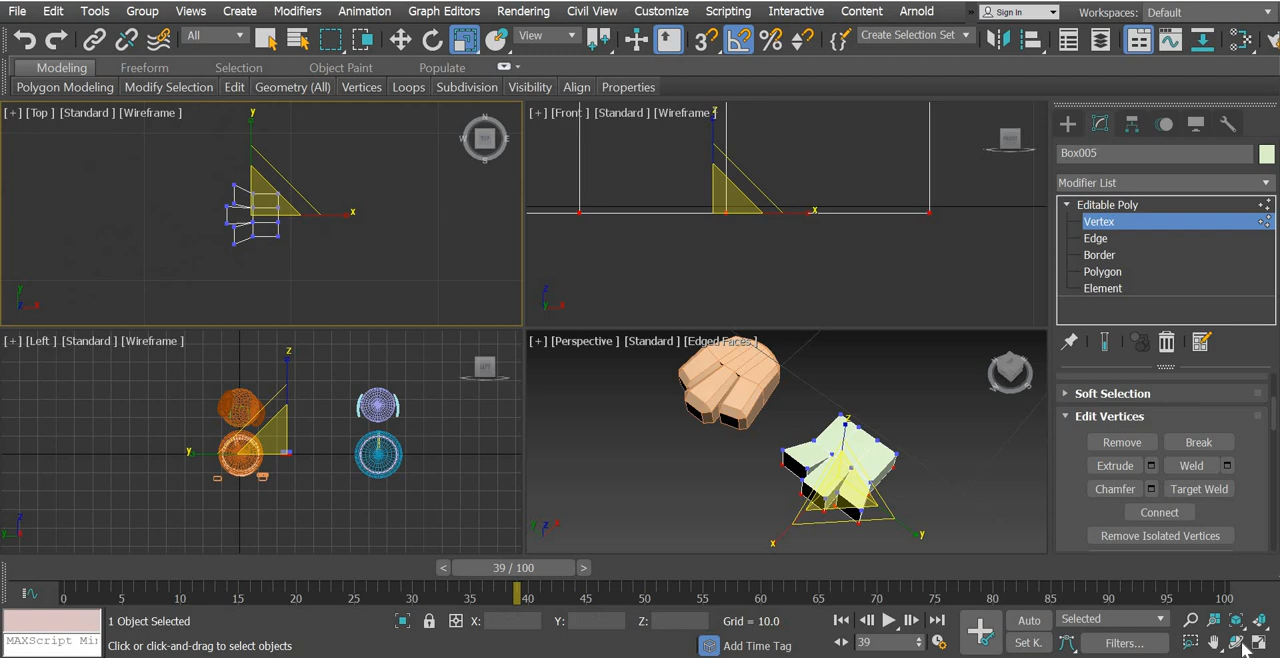 File Edit Tools Group Views Create Modifiers Animation Graph Editors Rendering Civil View Customize Scripting Interactive Content Arnold » Sign In Workspaces: Default
All View 3 Create Selection Set
Modeling Freeform Selection Object Paint Populate
Polygon Modeling Modify Selection Edit Geometry (All) Vertices Loops Subdivision Visibility Align Properties
[+] [Top] [Standard ] [Wireframe ]
y
N
W TOP E
S
x
z x
[+] [Front ] [Standard ] [Wireframe ]
z
FRONT
x
z
y x
Box005
Modifier List
Editable Poly
Vertex
Edge
Border
Polygon
Element
[+] [Left ] [Standard ] [Wireframe ]
z
LEFT
y
z
y
[+] [Perspective ] [Standard ] [Edged Faces ]
z
x
y
Soft Selection
Edit Vertices
Remove Break
Extrude Weld
Chamfer Target Weld
Connect
Remove Isolated Vertices
< 39 / 100 >
0 5 10 15 20 25 30 35 40 45 50 55 60 65 70 75 80 85 90 95 100
1 Object Selected X: Y: Z: Grid = 10.0 Auto Selected
MAXScript Min Click or click-and-drag to select objects Add Time Tag 39 Set K. Filters...